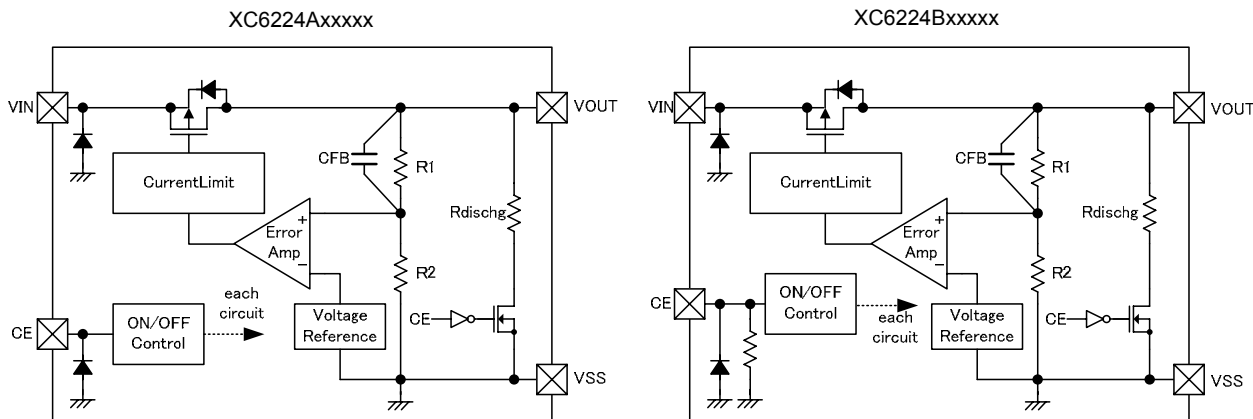 XC6224Axxxxx
VIN
VOUT
CurrentLimit
CFB
R1
Rdischg
+
Error
Amp
−
R2
CE
ON/OFF
Control
each
circuit
Voltage
Reference
CE
VSS
XC6224Bxxxxx
VIN
VOUT
CurrentLimit
CFB
R1
Rdischg
+
Error
Amp
−
R2
CE
ON/OFF
Control
each
circuit
Voltage
Reference
CE
VSS